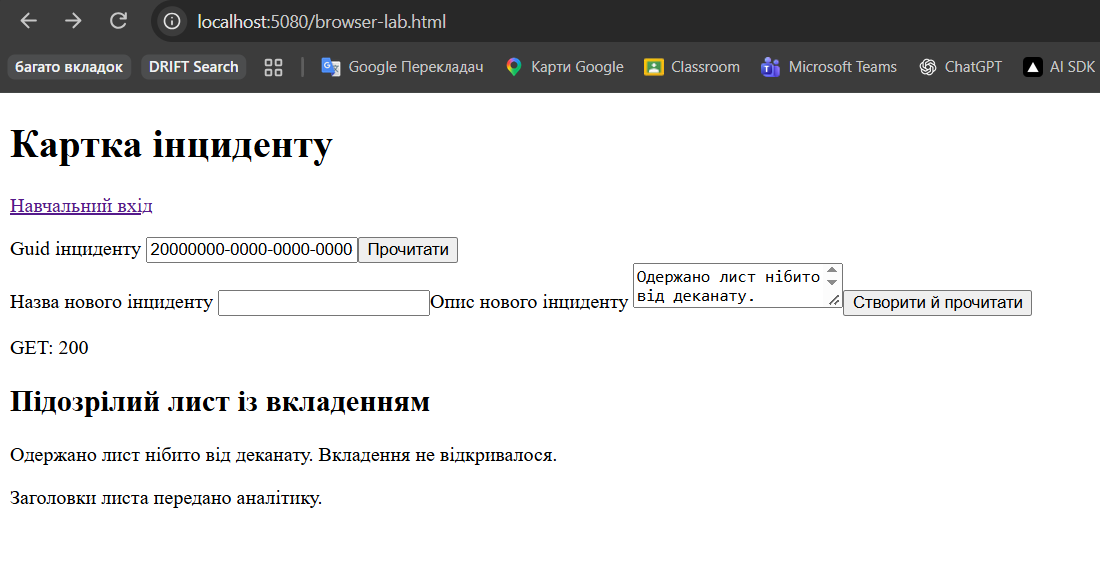 localhost:5080/browser-lab.html
багато вкладок DRIFT Search Google Перекладач Карти Google Classroom Microsoft Teams ChatGPT AI SDK
Картка інциденту
Навчальний вхід
Guid інциденту 20000000-0000-0000-0000 Прочитати
Назва нового інциденту Опис нового інциденту Одержано лист нібито
від деканату. Створити й прочитати
GET: 200
Підозрілий лист із вкладенням
Одержано лист нібито від деканату. Вкладення не відкривалося.
Заголовки листа передано аналітику.